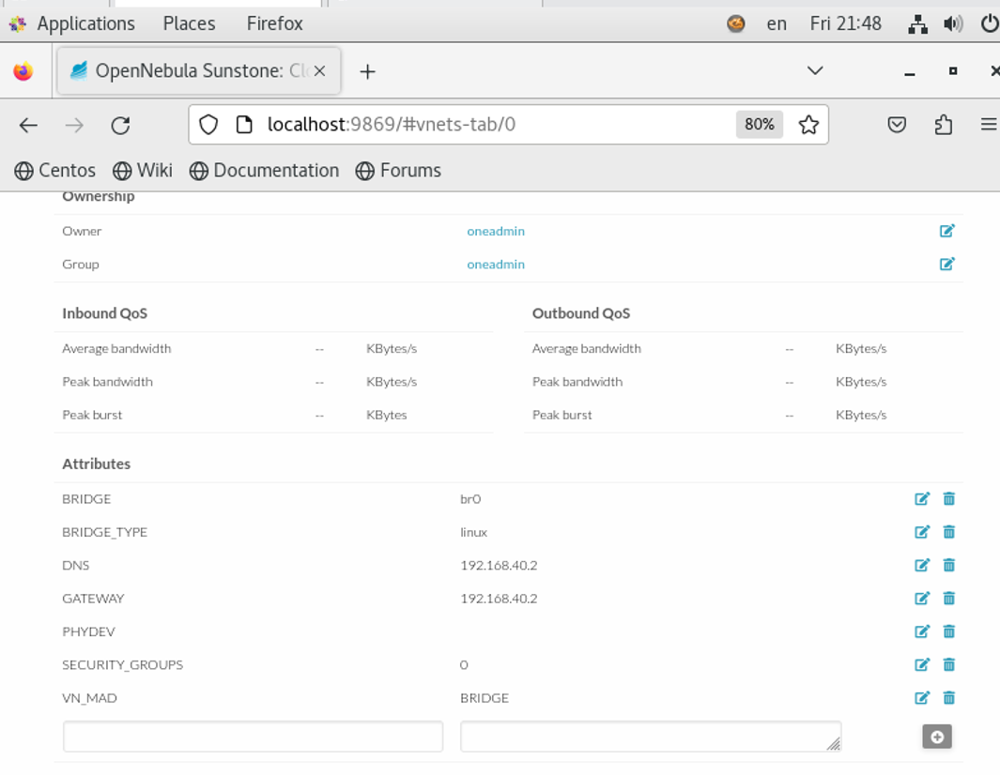 Applications Places Firefox en Fri 21:48
OpenNebula Sunstone: Clo
localhost:9869/#vnets-tab/0 80%
Centos Wiki Documentation Forums
Ownership
Owner oneadmin
Group oneadmin
Inbound QoS Outbound QoS
Average bandwidth -- KBytes/s Average bandwidth -- KBytes/s
Peak bandwidth -- KBytes/s Peak bandwidth -- KBytes/s
Peak burst -- KBytes Peak burst -- KBytes/s
Attributes
BRIDGE br0
BRIDGE_TYPE linux
DNS 192.168.40.2
GATEWAY 192.168.40.2
PHYDEV
SECURITY_GROUPS 0
VN_MAD BRIDGE